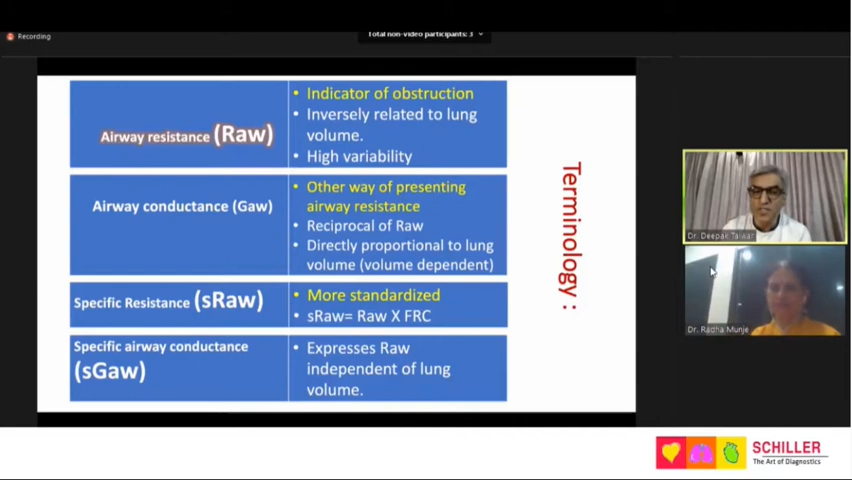 Recording
Total non-video participants: 3
Airway resistance (Raw)
• Indicator of obstruction
• Inversely related to lung
volume.
• High variability
Airway conductance (Gaw)
• Other way of presenting
airway resistance
• Reciprocal of Raw
• Directly proportional to lung
volume (volume dependent)
Specific Resistance (sRaw)
• More standardized
• sRaw= Raw X FRC
Specific airway conductance
(sGaw)
• Expresses Raw
independent of lung
volume.
Terminology :
Dr. Deepak Talwar
Dr. Radha Munje
SCHILLER
The Art of Diagnostics